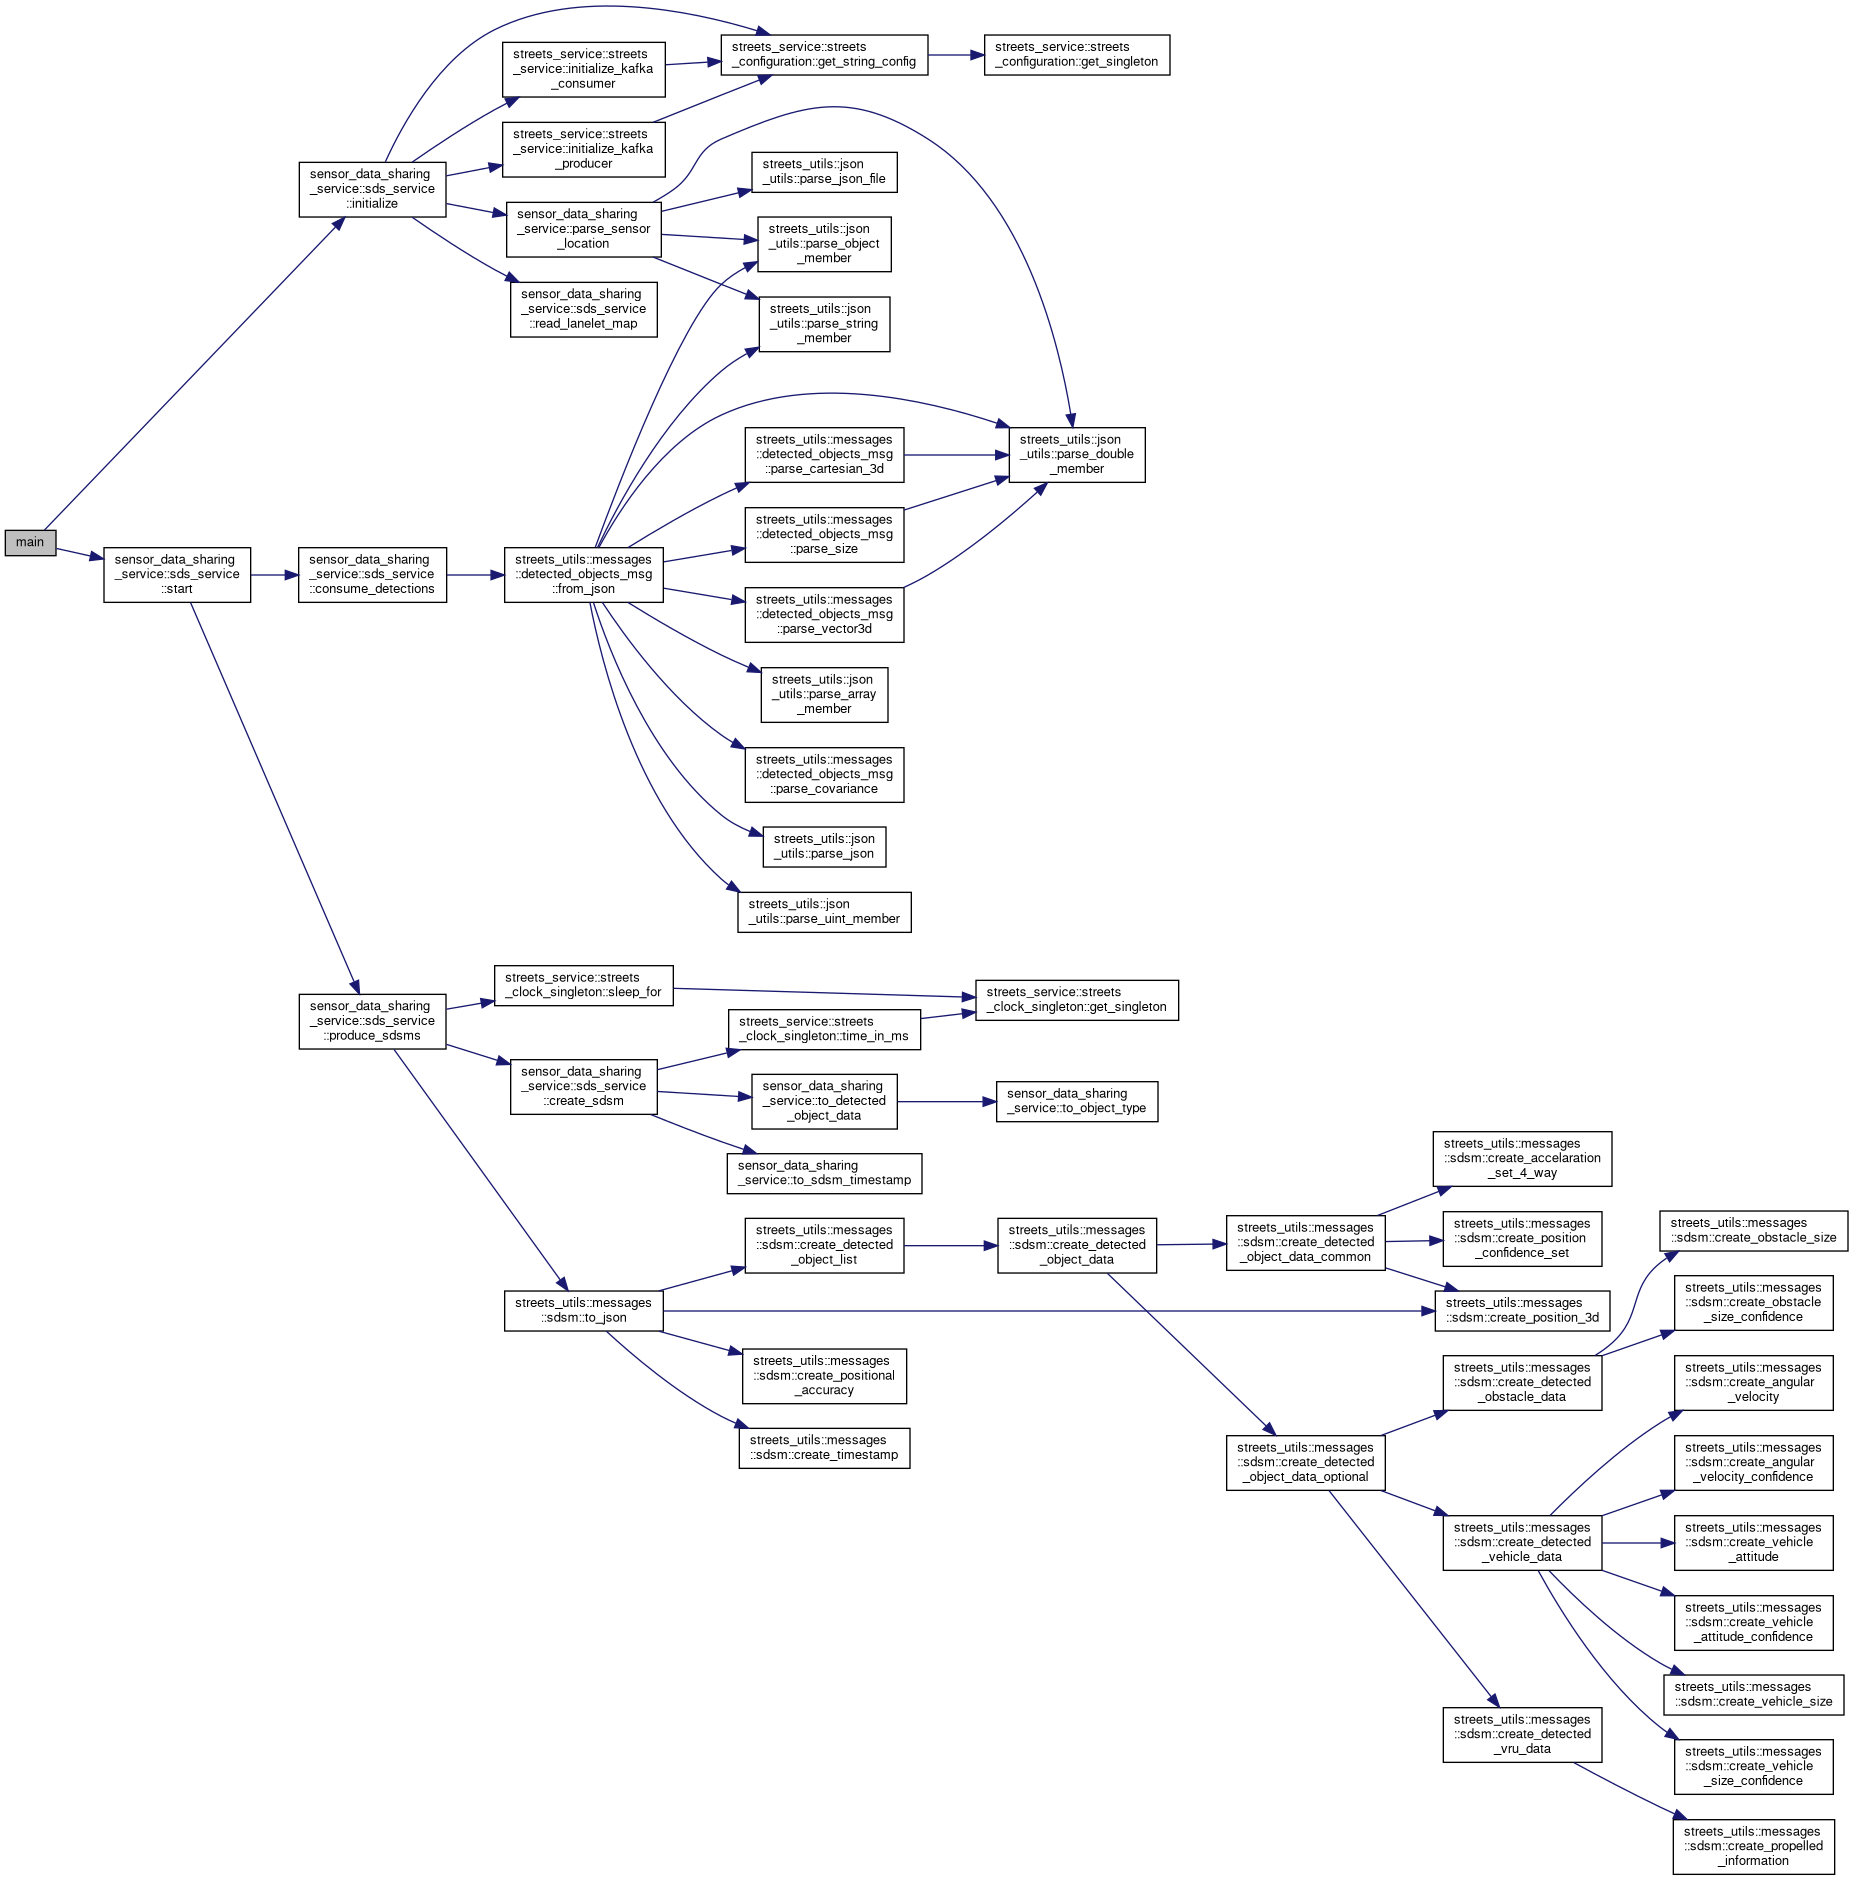 streets_service::streets
_configuration::get_string_config
streets_service::streets
_configuration::get_singleton
streets_service::streets
_service::initialize_kafka
_consumer
streets_service::streets
_service::initialize_kafka
_producer
sensor_data_sharing
_service::sds_service
::initialize
streets_utils::json
_utils::parse_json_file
sensor_data_sharing
_service::parse_sensor
_location
streets_utils::json
_utils::parse_object
_member
sensor_data_sharing
_service::sds_service
::read_lanelet_map
streets_utils::json
_utils::parse_string
_member
streets_utils::messages
::detected_objects_msg
::parse_cartesian_3d
streets_utils::json
_utils::parse_double
_member
main
sensor_data_sharing
_service::sds_service
::start
sensor_data_sharing
_service::sds_service
::consume_detections
streets_utils::messages
::detected_objects_msg
::from_json
streets_utils::messages
::detected_objects_msg
::parse_size
streets_utils::messages
::detected_objects_msg
::parse_vector3d
streets_utils::json
_utils::parse_array
_member
streets_utils::messages
::detected_objects_msg
::parse_covariance
streets_utils::json
_utils::parse_json
streets_utils::json
_utils::parse_uint_member
sensor_data_sharing
_service::sds_service
::produce_sdsms
streets_service::streets
_clock_singleton::sleep_for
streets_service::streets
_clock_singleton::get_singleton
streets_service::streets
_clock_singleton::time_in_ms
sensor_data_sharing
_service::sds_service
::create_sdsm
sensor_data_sharing
_service::to_detected
_object_data
sensor_data_sharing
_service::to_object_type
sensor_data_sharing
_service::to_sdsm_timestamp
streets_utils::messages
::sdsm::create_accelaration
_set_4_way
streets_utils::messages
::sdsm::create_detected
_object_list
streets_utils::messages
::sdsm::create_detected
_object_data
streets_utils::messages
::sdsm::create_detected
_object_data_common
streets_utils::messages
::sdsm::create_position
_confidence_set
streets_utils::messages
::sdsm::create_obstacle_size
streets_utils::messages
::sdsm::to_json
streets_utils::messages
::sdsm::create_position_3d
streets_utils::messages
::sdsm::create_obstacle
_size_confidence
streets_utils::messages
::sdsm::create_positional
_accuracy
streets_utils::messages
::sdsm::create_detected
_obstacle_data
streets_utils::messages
::sdsm::create_angular
_velocity
streets_utils::messages
::sdsm::create_timestamp
streets_utils::messages
::sdsm::create_detected
_object_data_optional
streets_utils::messages
::sdsm::create_angular
_velocity_confidence
streets_utils::messages
::sdsm::create_detected
_vehicle_data
streets_utils::messages
::sdsm::create_vehicle
_attitude
streets_utils::messages
::sdsm::create_vehicle
_attitude_confidence
streets_utils::messages
::sdsm::create_vehicle_size
streets_utils::messages
::sdsm::create_detected
_vru_data
streets_utils::messages
::sdsm::create_vehicle
_size_confidence
streets_utils::messages
::sdsm::create_propelled
_information